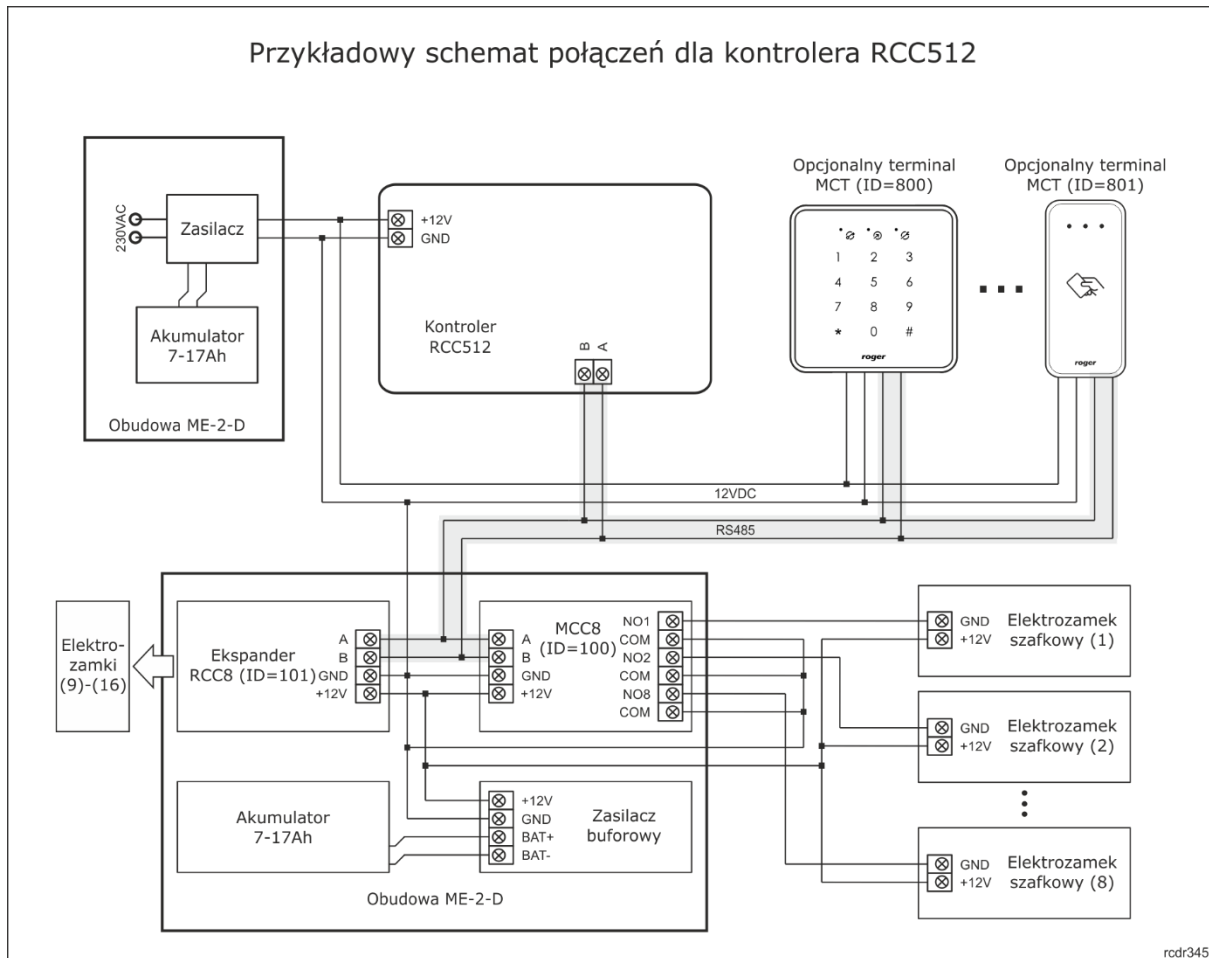 Przykładowy schemat połączeń dla kontrolera RCC512
230VAC
Zasilacz
Akumulator
7-17Ah
Obudowa ME-2-D
+12V
GND
Kontroler
RCC512
B
A
Opcjonalny terminal
MCT (ID=800)
1 2 3
4 5 6
7 8 9
* 0 #
roger
Opcjonalny terminal
MCT (ID=801)
roger
12VDC
RS485
Elektro-
zamki
(9)-(16)
Ekspander
RCC8 (ID=101)
A
B
GND
+12V
A
B
GND
+12V
MCC8
(ID=100)
NO1
COM
NO2
COM
NO8
COM
Akumulator
7-17Ah
+12V
GND
BAT+
BAT-
Zasilacz
buforowy
Obudowa ME-2-D
GND
+12V
Elektrozamek
szafkowy (1)
GND
+12V
Elektrozamek
szafkowy (2)
GND
+12V
Elektrozamek
szafkowy (8)
rcdr345